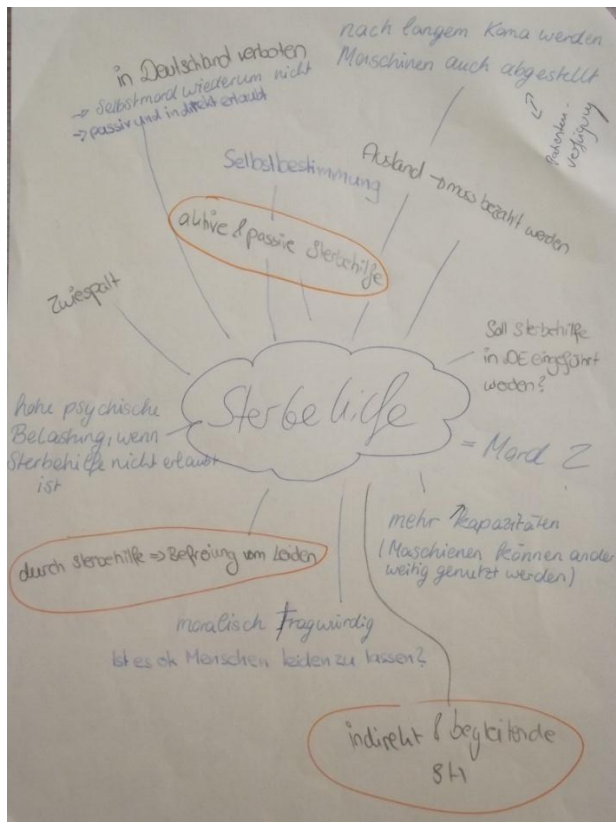 nach langem Koma werden
Maschinen auch abgestellt
Patienten-
verfügung
in Deutschland verboten
→ Selbstmord wiederum nicht
→ passiv und indirekt erlaubt
Selbstbestimmung
Ausland → muss bezahlt werden
aktive & passive Sterbehilfe
Zwiespalt
Soll Sterbehilfe
in DE eingeführt
werden?
Sterbehilfe
hohe psychische
Belastung, wenn
Sterbehilfe nicht erlaubt
ist
= Mord ?
mehr Kapazitäten
(Maschienen können ander
weitig genutzt werden)
durch Sterbehilfe => Befreiung vom Leiden
moralisch Fragwürdig
Ist es ok Menschen leiden zu lassen?
indirekt & begleitende
SH